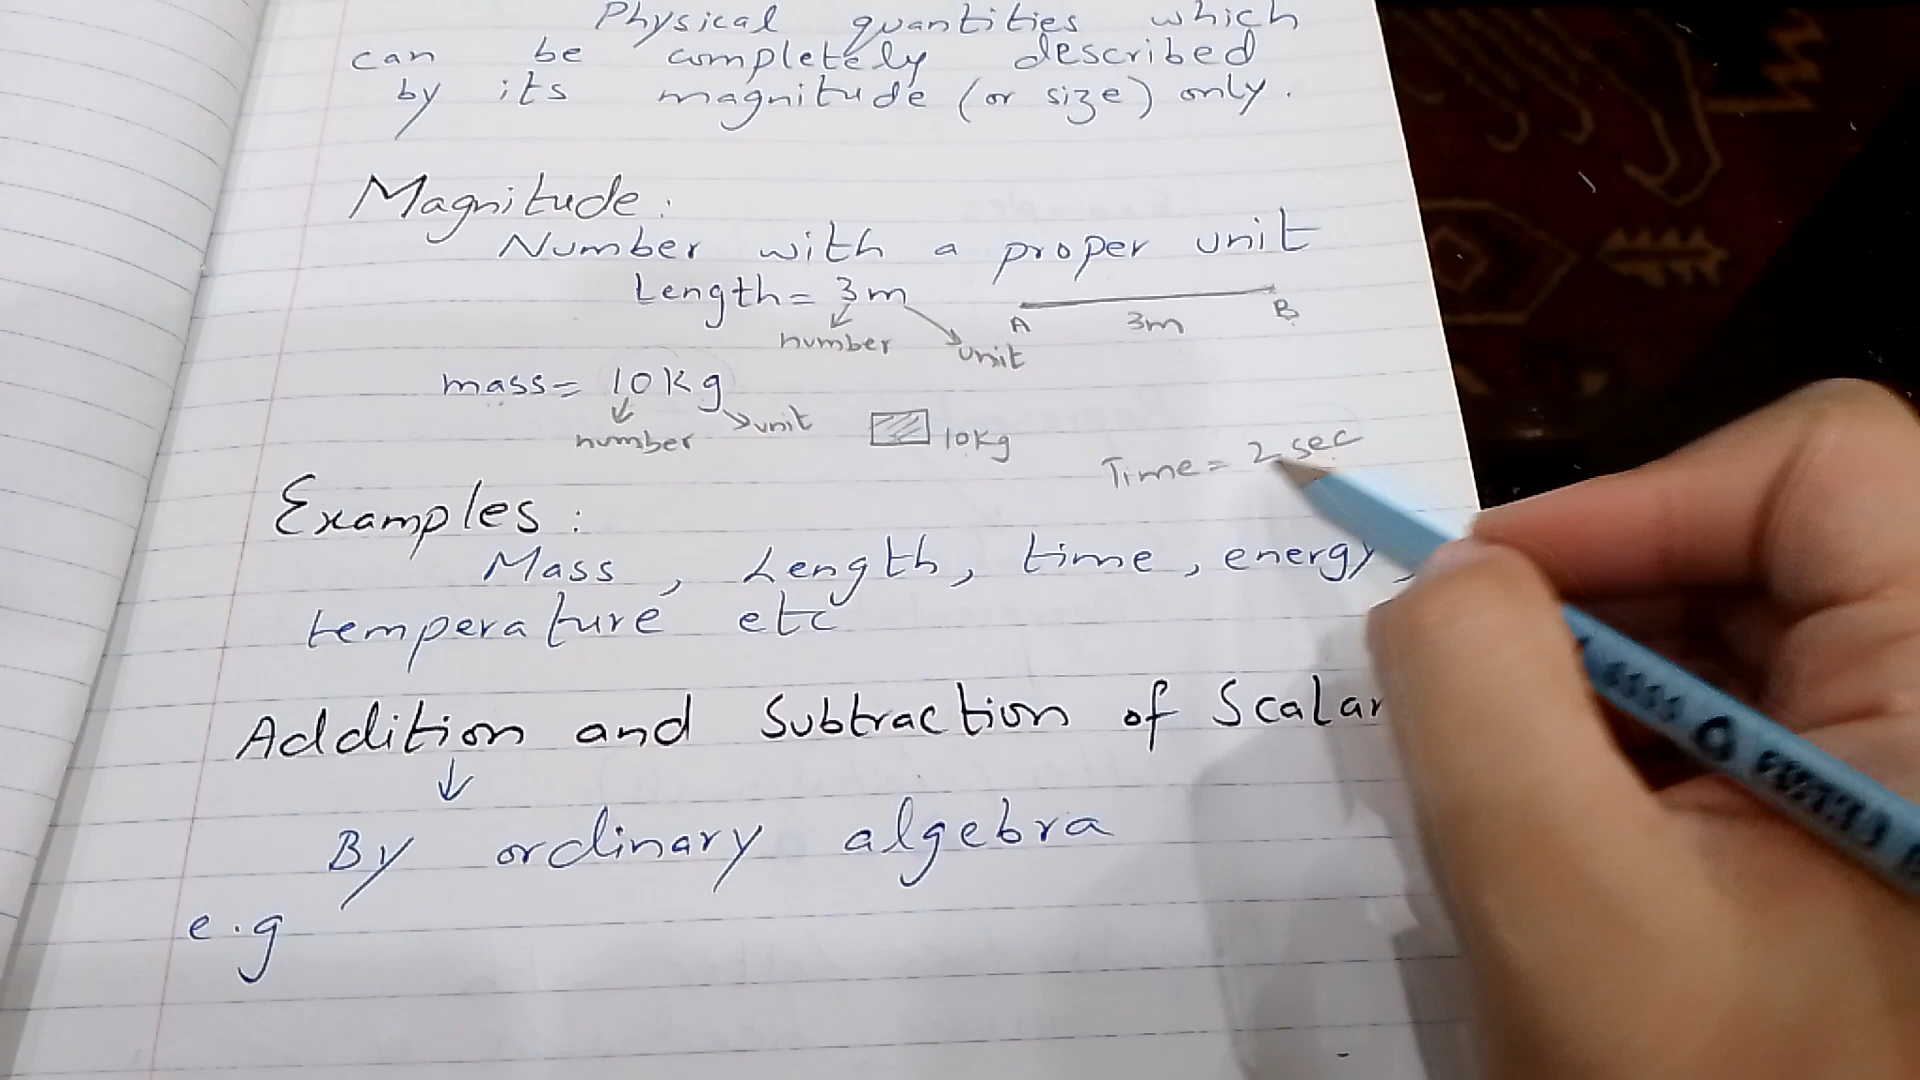 Physical quantities which
can be completely described
by its magnitude (or size) only.
Magnitude:
Number with a proper unit
Length = 3m
number
unit
A 3m B
mass = 10Kg
number
unit
10Kg
Time = 2 sec
Examples:
Mass, Length, time, energy,
temperature etc
Addition and Subtraction of Scalar
By ordinary algebra
e.g